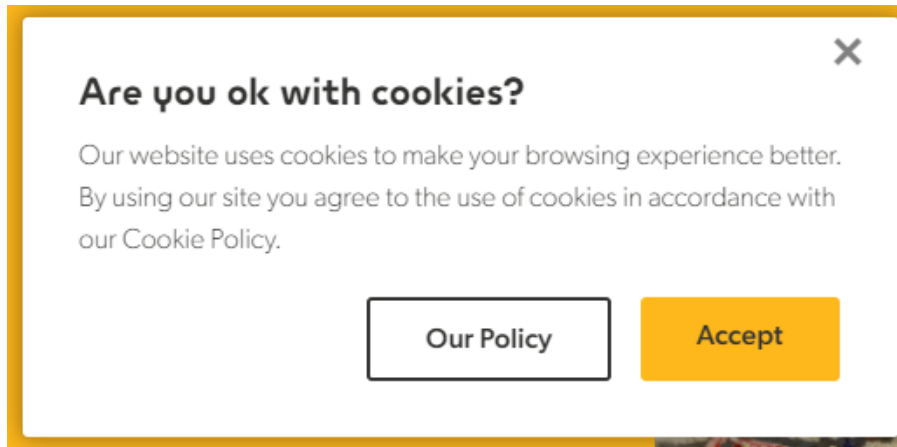 Are you ok with cookies?
Our website uses cookies to make your browsing experience better.
By using our site you agree to the use of cookies in accordance with
our Cookie Policy.
Our Policy
Accept